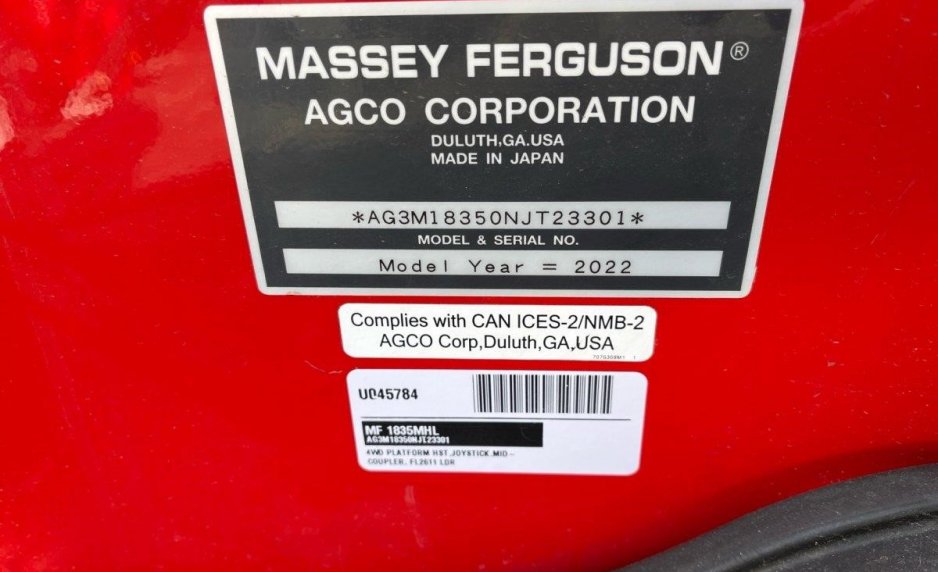 MASSEY FERGUSON®
AGCO CORPORATION
DULUTH,GA.USA
MADE IN JAPAN
*AG3M18350NJT23301*
MODEL & SERIAL NO.
Model Year = 2022
Complies with CAN ICES-2/NMB-2
AGCO Corp,Duluth,GA,USA
U045784
MF 1835MHL
AG3M18350NJT23301
4WD PLATFORM HST,JOYSTICK,MID-
COUPLER, FL2611 LDR